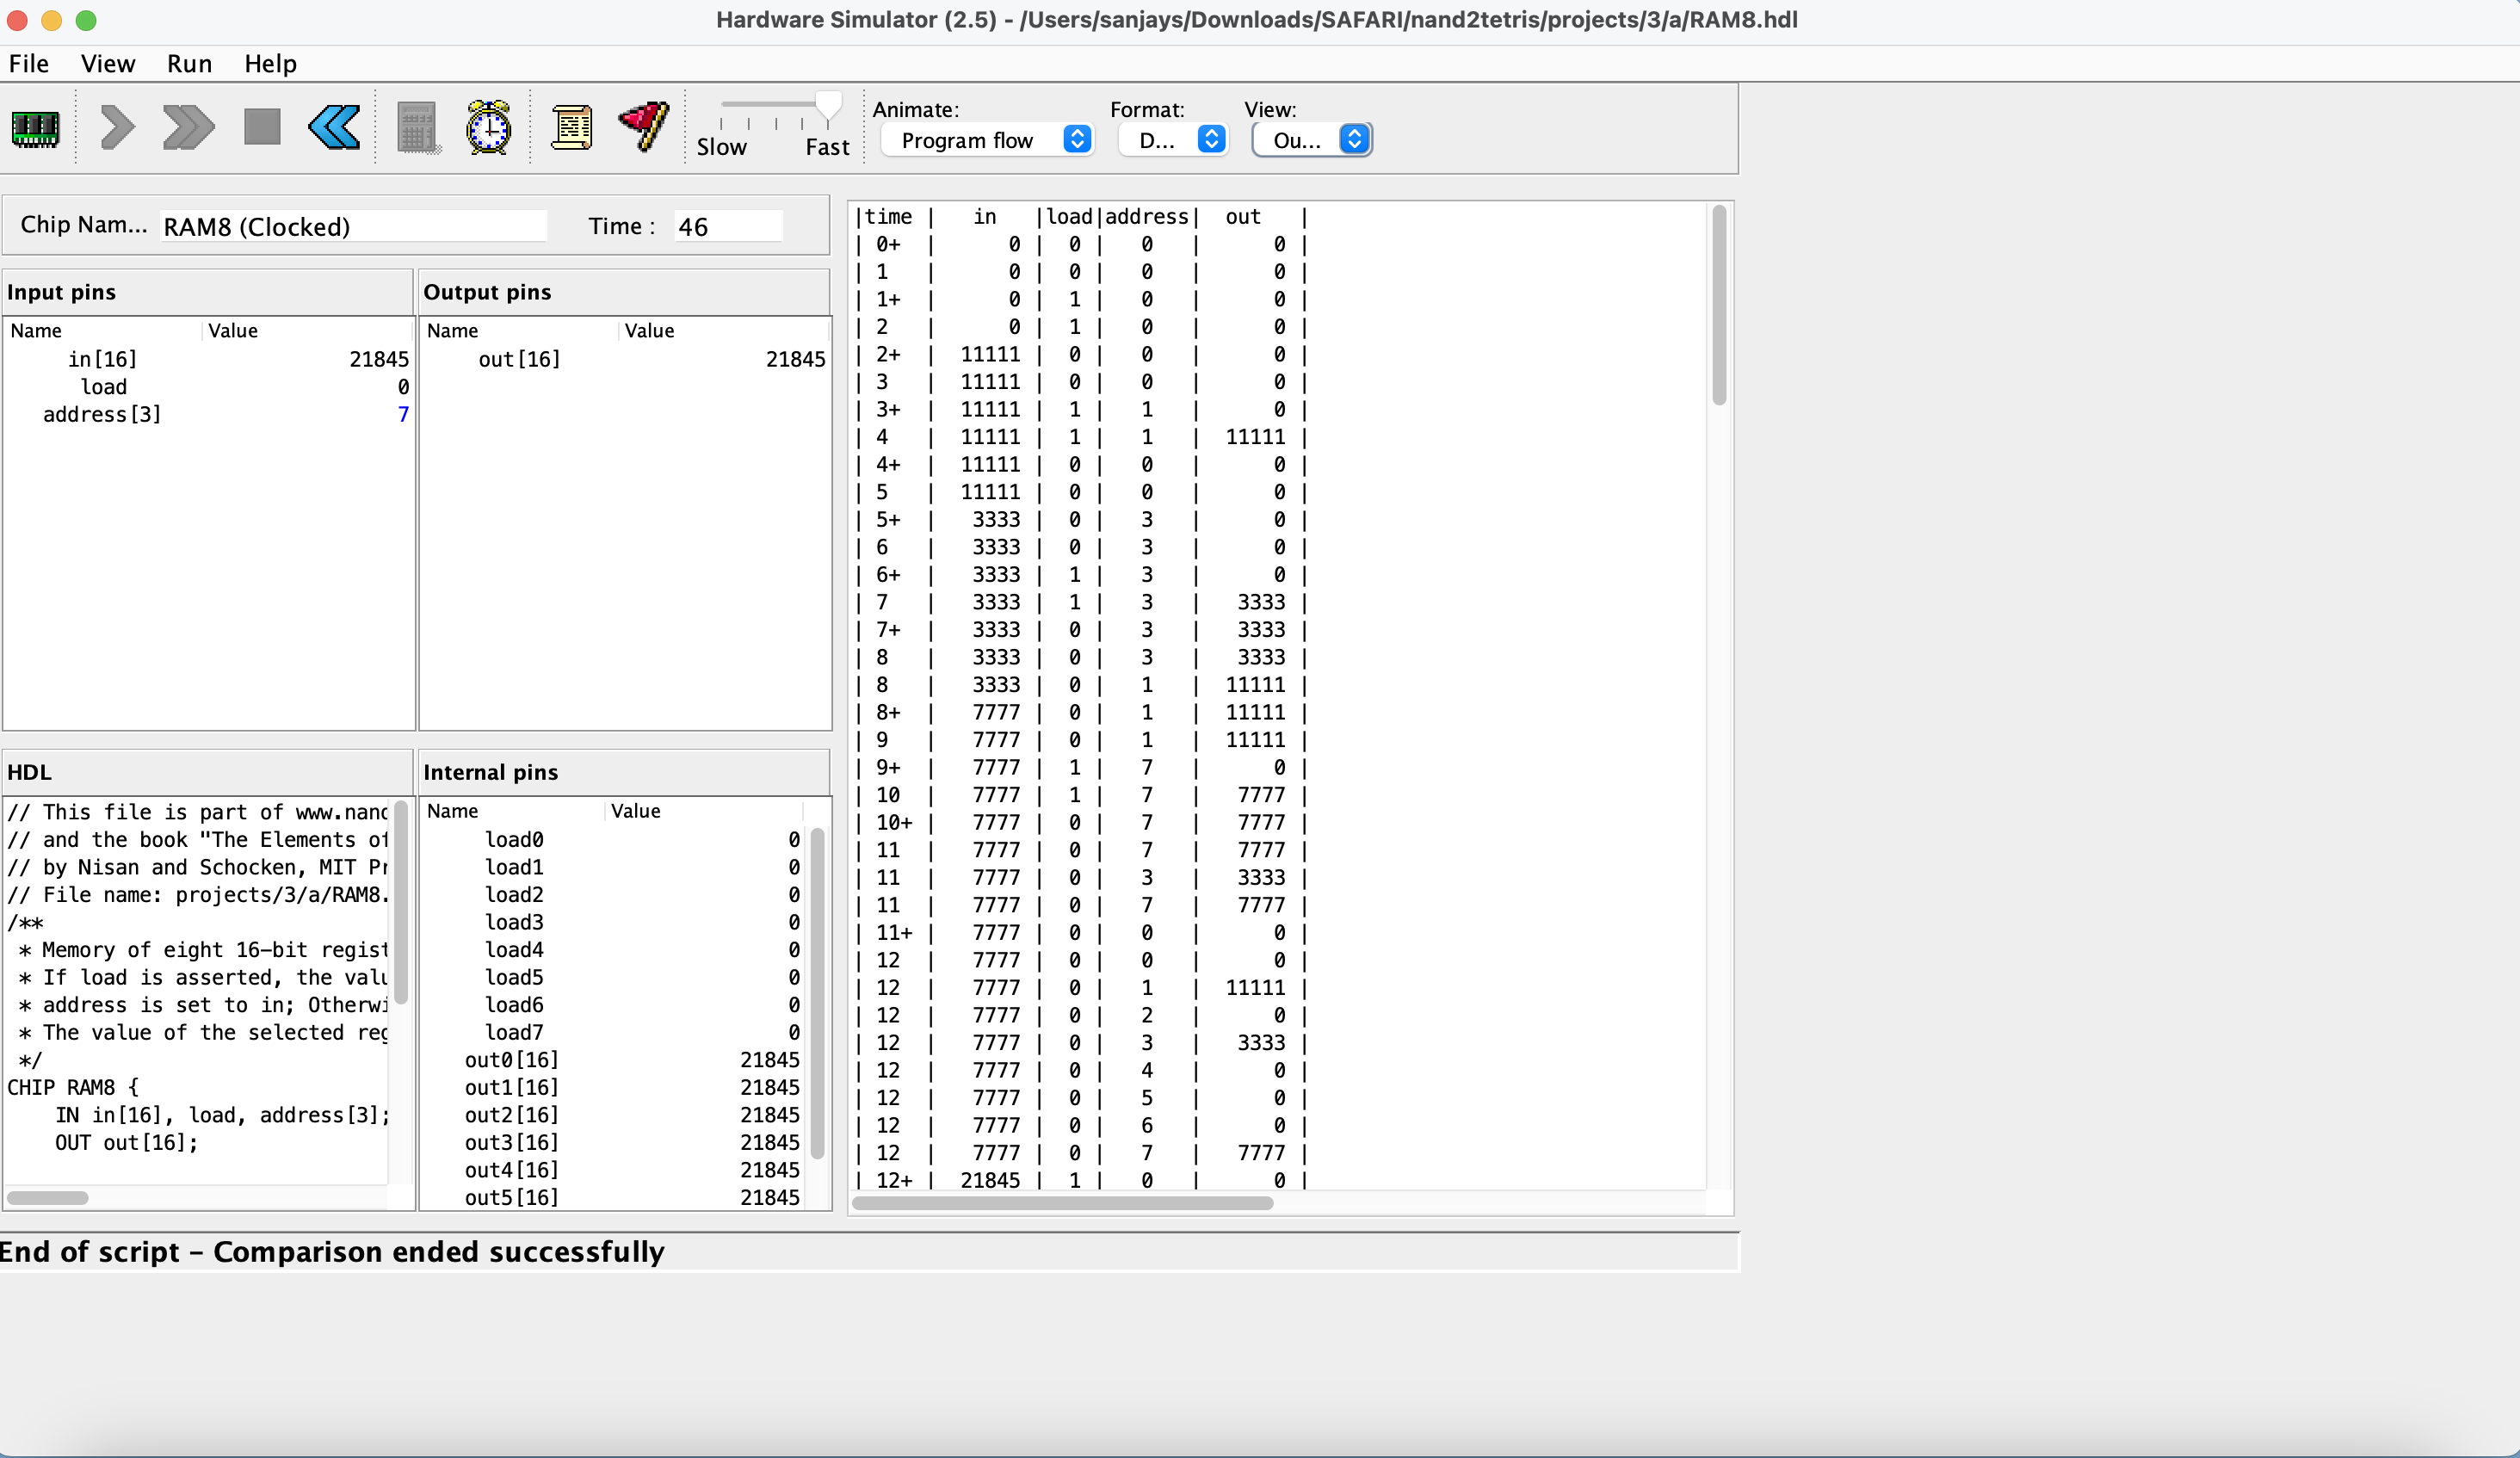 Hardware Simulator (2.5) - /Users/sanjays/Downloads/SAFARI/nand2tetris/projects/3/a/RAM8.hdl
File View Run Help
Slow Fast
Animate: Format: View:
Program flow D... Ou...
Chip Nam... RAM8 (Clocked) Time : 46
Input pins
Name Value
in[16] 21845
load 0
address[3] 7
Output pins
Name Value
out[16] 21845
HDL
// This file is part of www.nand
// and the book "The Elements of
// by Nisan and Schocken, MIT Pr
// File name: projects/3/a/RAM8.
/**
* Memory of eight 16-bit regist
* If load is asserted, the valu
* address is set to in; Otherwi
* The value of the selected reg
*/
CHIP RAM8 {
IN in[16], load, address[3];
OUT out[16];
Internal pins
Name Value
load0 0
load1 0
load2 0
load3 0
load4 0
load5 0
load6 0
load7 0
out0[16] 21845
out1[16] 21845
out2[16] 21845
out3[16] 21845
out4[16] 21845
out5[16] 21845
|time | in |load|address| out |
| 0+ | 0 | 0 | 0 | 0 |
| 1 | 0 | 0 | 0 | 0 |
| 1+ | 0 | 1 | 0 | 0 |
| 2 | 0 | 1 | 0 | 0 |
| 2+ | 11111 | 0 | 0 | 0 |
| 3 | 11111 | 0 | 0 | 0 |
| 3+ | 11111 | 1 | 1 | 0 |
| 4 | 11111 | 1 | 1 | 11111 |
| 4+ | 11111 | 0 | 0 | 0 |
| 5 | 11111 | 0 | 0 | 0 |
| 5+ | 3333 | 0 | 3 | 0 |
| 6 | 3333 | 0 | 3 | 0 |
| 6+ | 3333 | 1 | 3 | 0 |
| 7 | 3333 | 1 | 3 | 3333 |
| 7+ | 3333 | 0 | 3 | 3333 |
| 8 | 3333 | 0 | 3 | 3333 |
| 8 | 3333 | 0 | 1 | 11111 |
| 8+ | 7777 | 0 | 1 | 11111 |
| 9 | 7777 | 0 | 1 | 11111 |
| 9+ | 7777 | 1 | 7 | 0 |
| 10 | 7777 | 1 | 7 | 7777 |
| 10+ | 7777 | 0 | 7 | 7777 |
| 11 | 7777 | 0 | 7 | 7777 |
| 11 | 7777 | 0 | 3 | 3333 |
| 11 | 7777 | 0 | 7 | 7777 |
| 11+ | 7777 | 0 | 0 | 0 |
| 12 | 7777 | 0 | 0 | 0 |
| 12 | 7777 | 0 | 1 | 11111 |
| 12 | 7777 | 0 | 2 | 0 |
| 12 | 7777 | 0 | 3 | 3333 |
| 12 | 7777 | 0 | 4 | 0 |
| 12 | 7777 | 0 | 5 | 0 |
| 12 | 7777 | 0 | 6 | 0 |
| 12 | 7777 | 0 | 7 | 7777 |
| 12+ | 21845 | 1 | 0 | 0 |
End of script – Comparison ended successfully